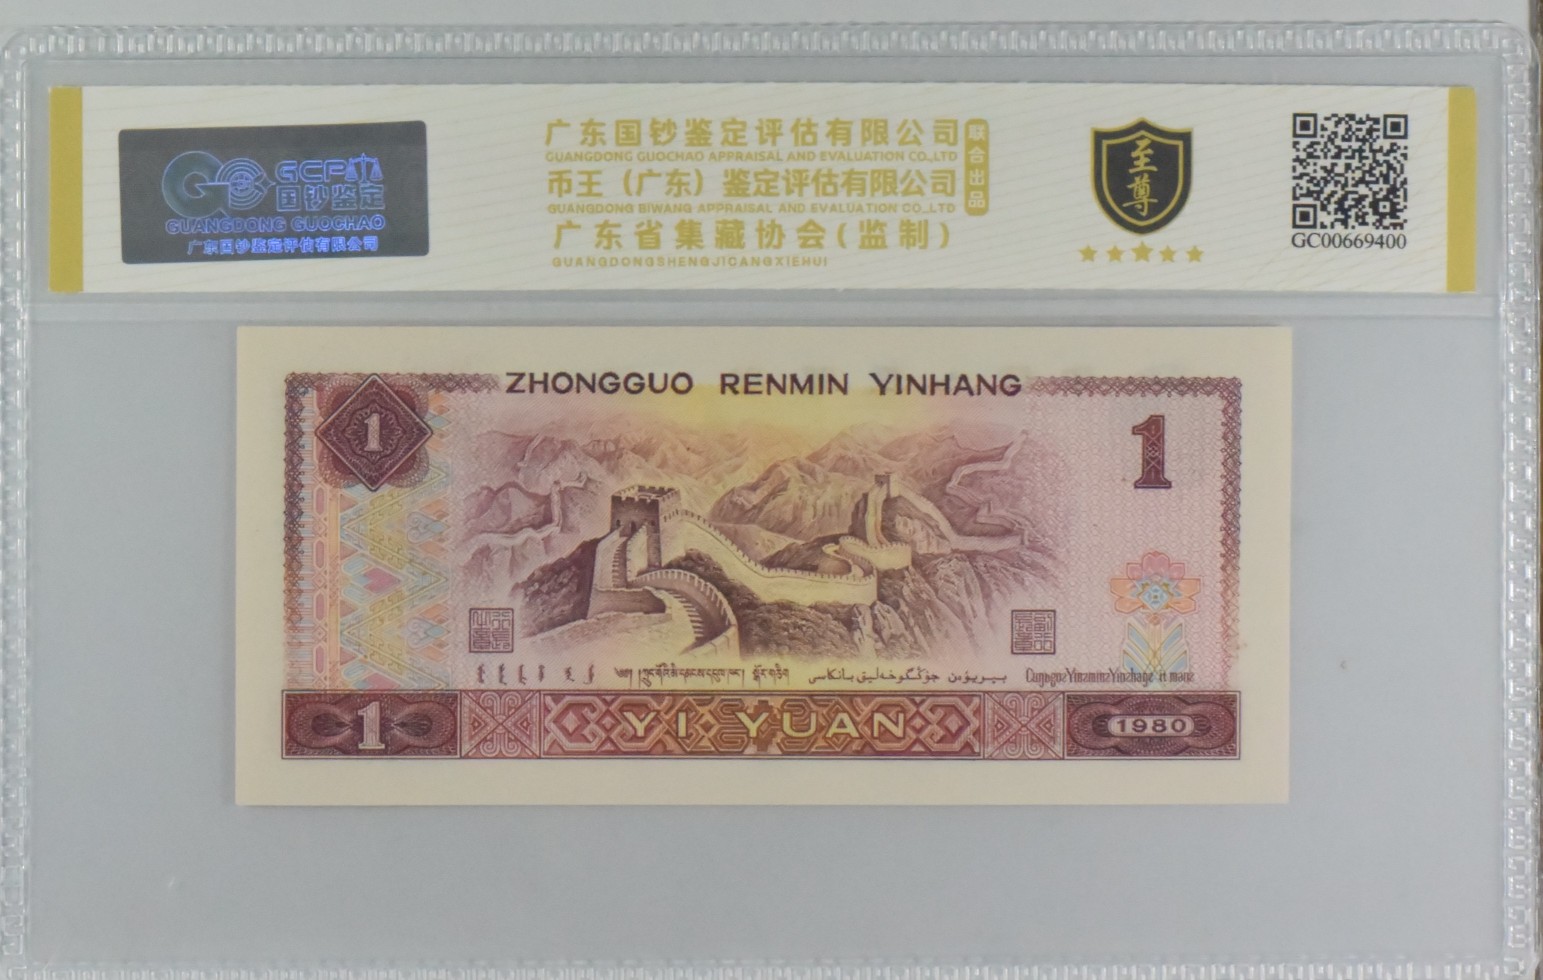 GCP
国钞鉴定
GUANGDONG GUOCHAO
广东国钞鉴定评估有限公司
广东国钞鉴定评估有限公司
GUANGDONG GUOCHAO APPRAISAL AND EVALUATION CO.,LTD
币王（广东）鉴定评估有限公司
GUANGDONG BIWANG APPRAISAL AND EVALUATION CO.,LTD
联合出品
广东省集藏协会(监制)
GUANGDONGSHENGJICANGXIEHUI
至尊
GC00669400
ZHONGGUO RENMIN YINHANG
1
1
1
YI YUAN
1980